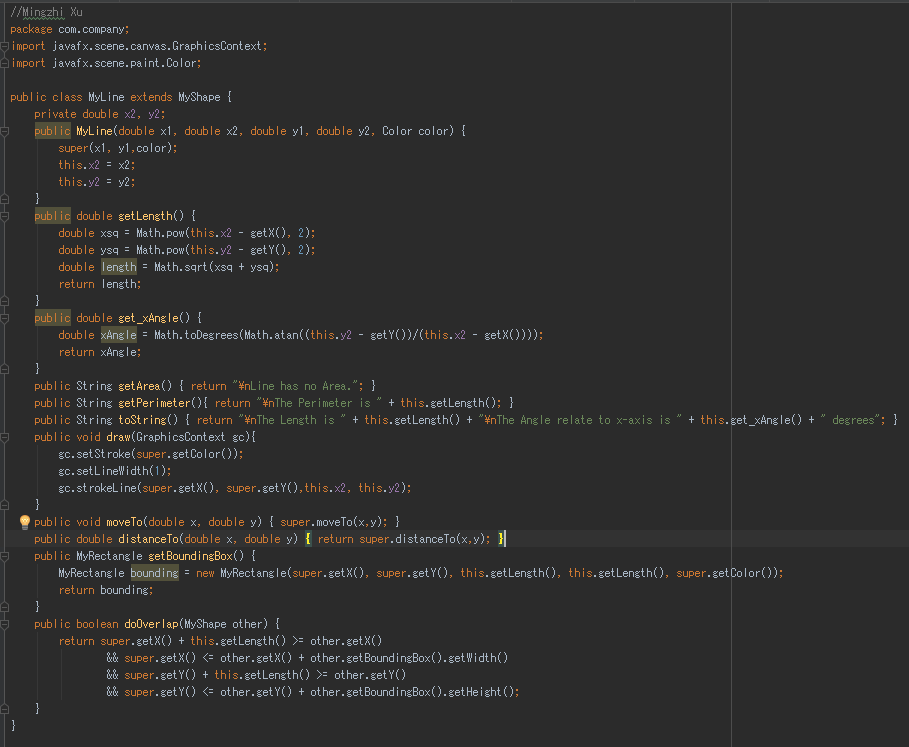 //Mingzhi Xu
package com.company;
import javafx.scene.canvas.GraphicsContext;
import javafx.scene.paint.Color;

public class MyLine extends MyShape {
    private double x2, y2;
    public MyLine(double x1, double x2, double y1, double y2, Color color) {
        super(x1, y1,color);
        this.x2 = x2;
        this.y2 = y2;
    }
    public double getLength() {
        double xsq = Math.pow(this.x2 - getX(), 2);
        double ysq = Math.pow(this.y2 - getY(), 2);
        double length = Math.sqrt(xsq + ysq);
        return length;
    }
    public double get_xAngle() {
        double xAngle = Math.toDegrees(Math.atan((this.y2 - getY())/(this.x2 - getX())));
        return xAngle;
    }
    public String getArea() { return "¥nLine has no Area."; }
    public String getPerimeter(){ return "¥nThe Perimeter is " + this.getLength(); }
    public String toString() { return "¥nThe Length is " + this.getLength() + "¥nThe Angle relate to x-axis is " + this.get_xAngle() + " degrees"; }
    public void draw(GraphicsContext gc){
        gc.setStroke(super.getColor());
        gc.setLineWidth(1);
        gc.strokeLine(super.getX(), super.getY(),this.x2, this.y2);
    }
    public void moveTo(double x, double y) { super.moveTo(x,y); }
    public double distanceTo(double x, double y) { return super.distanceTo(x,y); }
    public MyRectangle getBoundingBox() {
        MyRectangle bounding = new MyRectangle(super.getX(), super.getY(), this.getLength(), this.getLength(), super.getColor());
        return bounding;
    }
    public boolean doOverlap(MyShape other) {
        return super.getX() + this.getLength() >= other.getX()
                && super.getX() <= other.getX() + other.getBoundingBox().getWidth()
                && super.getY() + this.getLength() >= other.getY()
                && super.getY() <= other.getY() + other.getBoundingBox().getHeight();
    }
}